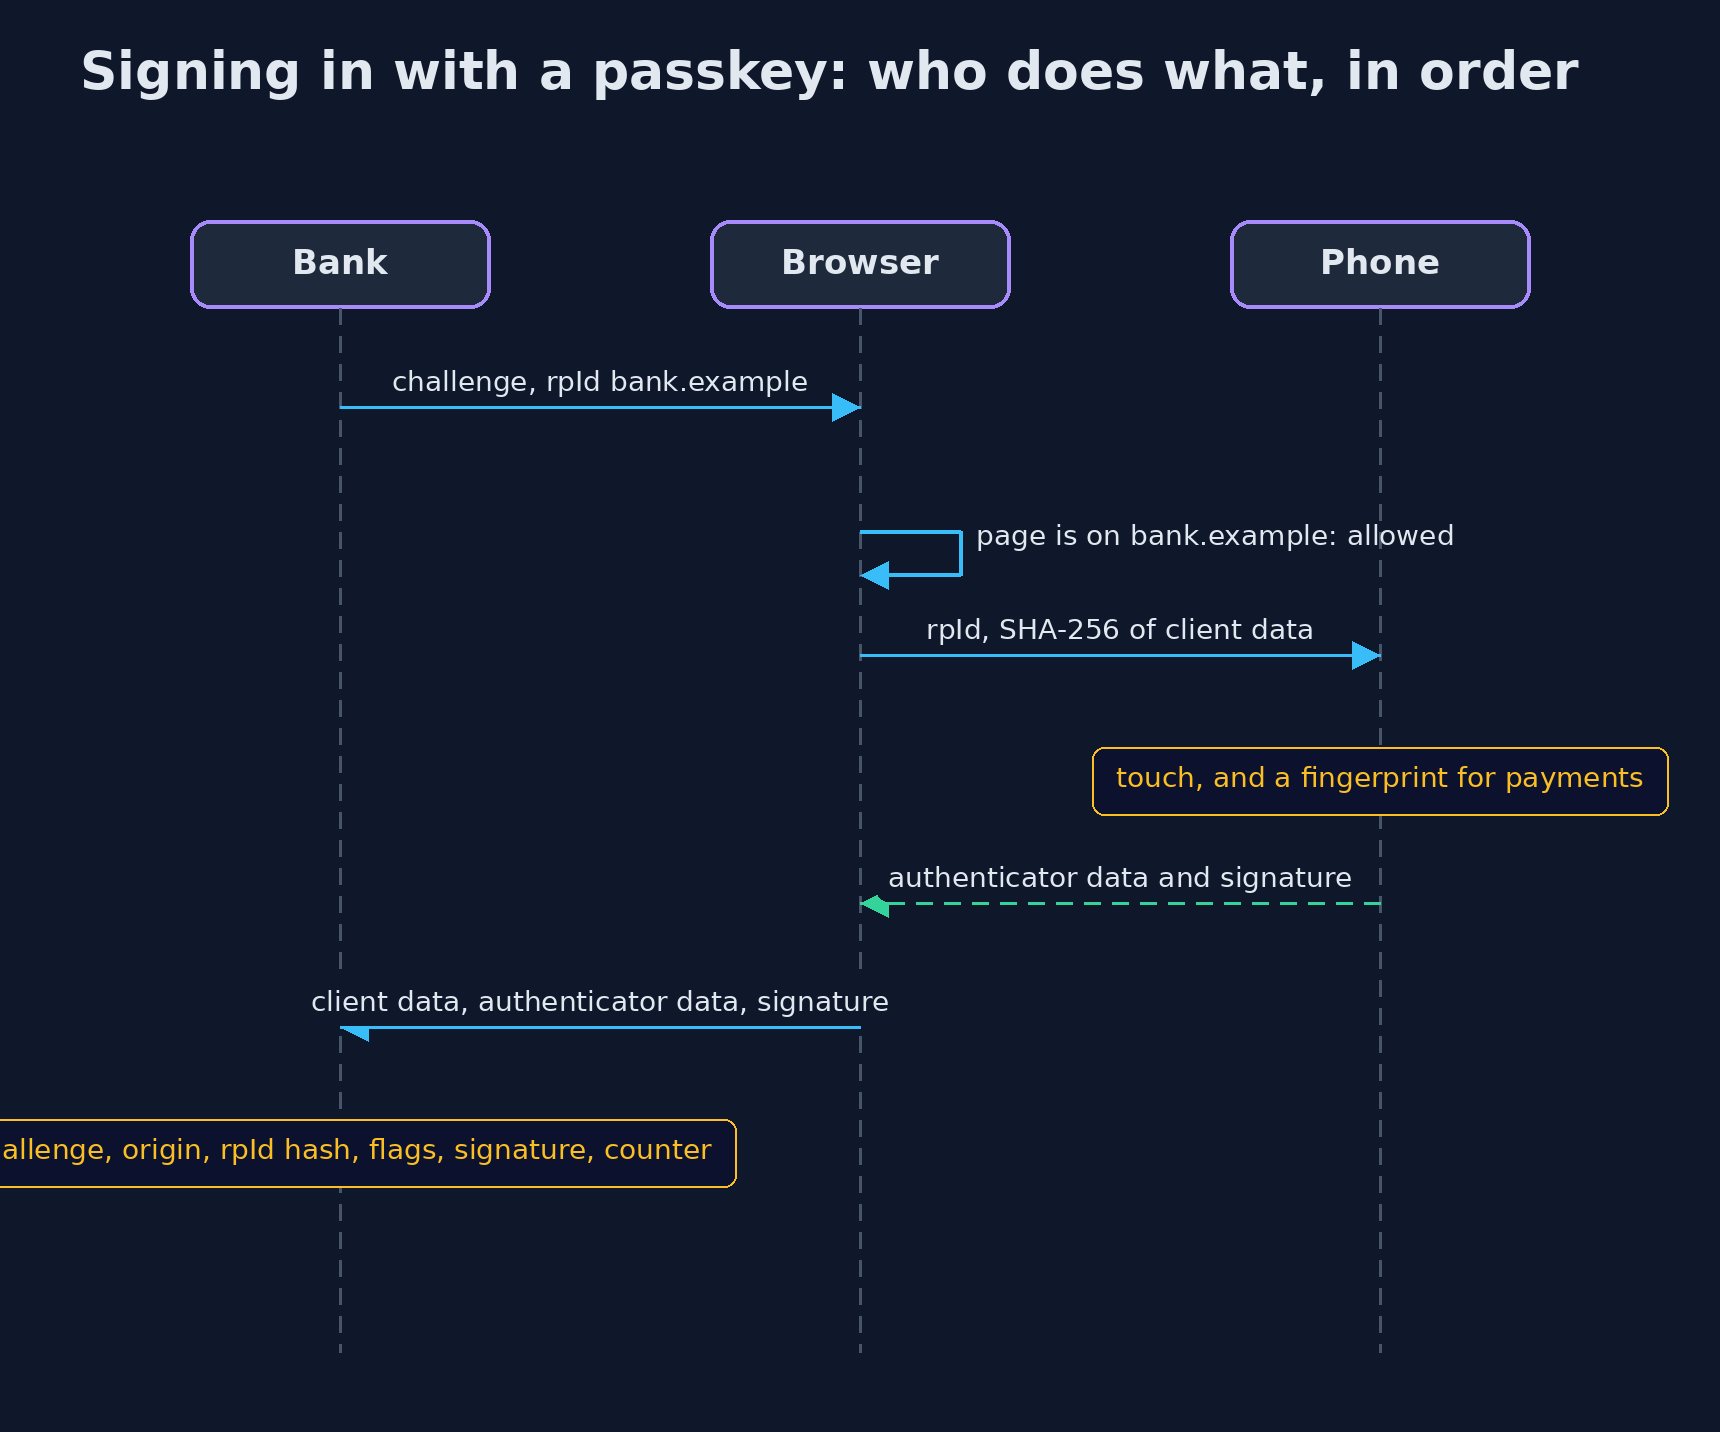 Signing in with a passkey: who does what, in order
Bank
Browser
Phone
challenge, rpId bank.example
page is on bank.example: allowed
rpId, SHA-256 of client data
touch, and a fingerprint for payments
authenticator data and signature
client data, authenticator data, signature
allenge, origin, rpId hash, flags, signature, counter